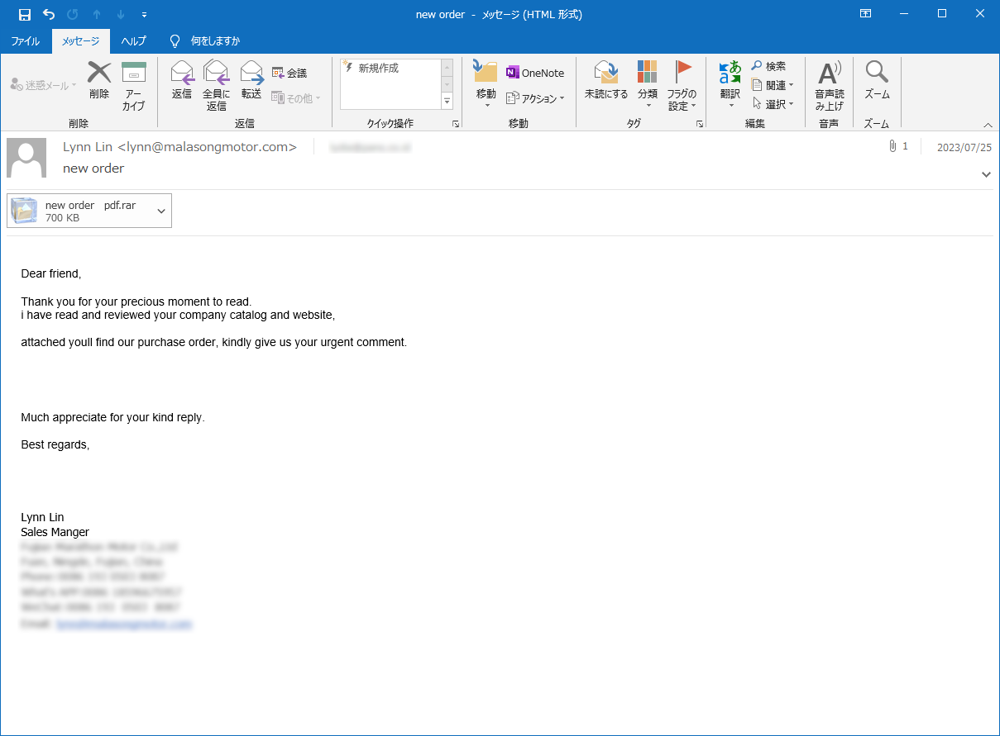 new order - メッセージ (HTML 形式)
ファイル メッセージ ヘルプ 何をしますか
迷惑メール 削除 アー
カイブ 返信 全員に
返信 転送 会議 その他 新規作成 移動 OneNote アクション 未読にする 分類 フラグの
設定 翻訳 検索 関連 選択 音声読
み上げ ズーム
削除 返信 クイック操作 移動 タグ 編集 音声 ズーム
Lynn Lin <lynn@malasongmotor.com> 1 2023/07/25
new order
new order pdf.rar
700 KB
Dear friend,
Thank you for your precious moment to read.
i have read and reviewed your company catalog and website,
attached youll find our purchase order, kindly give us your urgent comment.
Much appreciate for your kind reply.
Best regards,
Lynn Lin
Sales Manger